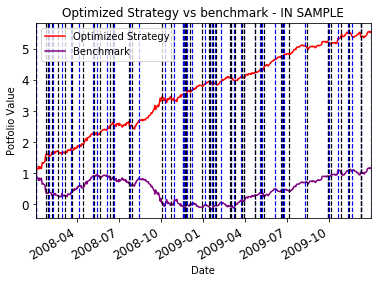 Optimized Strategy vs benchmark - IN SAMPLE
Optimized Strategy
Benchmark
Potfolio Value
5
4
3
2
1
0
2008-04
2008-07
2008-10
2009-01
2009-04
2009-07
2009-10
Date